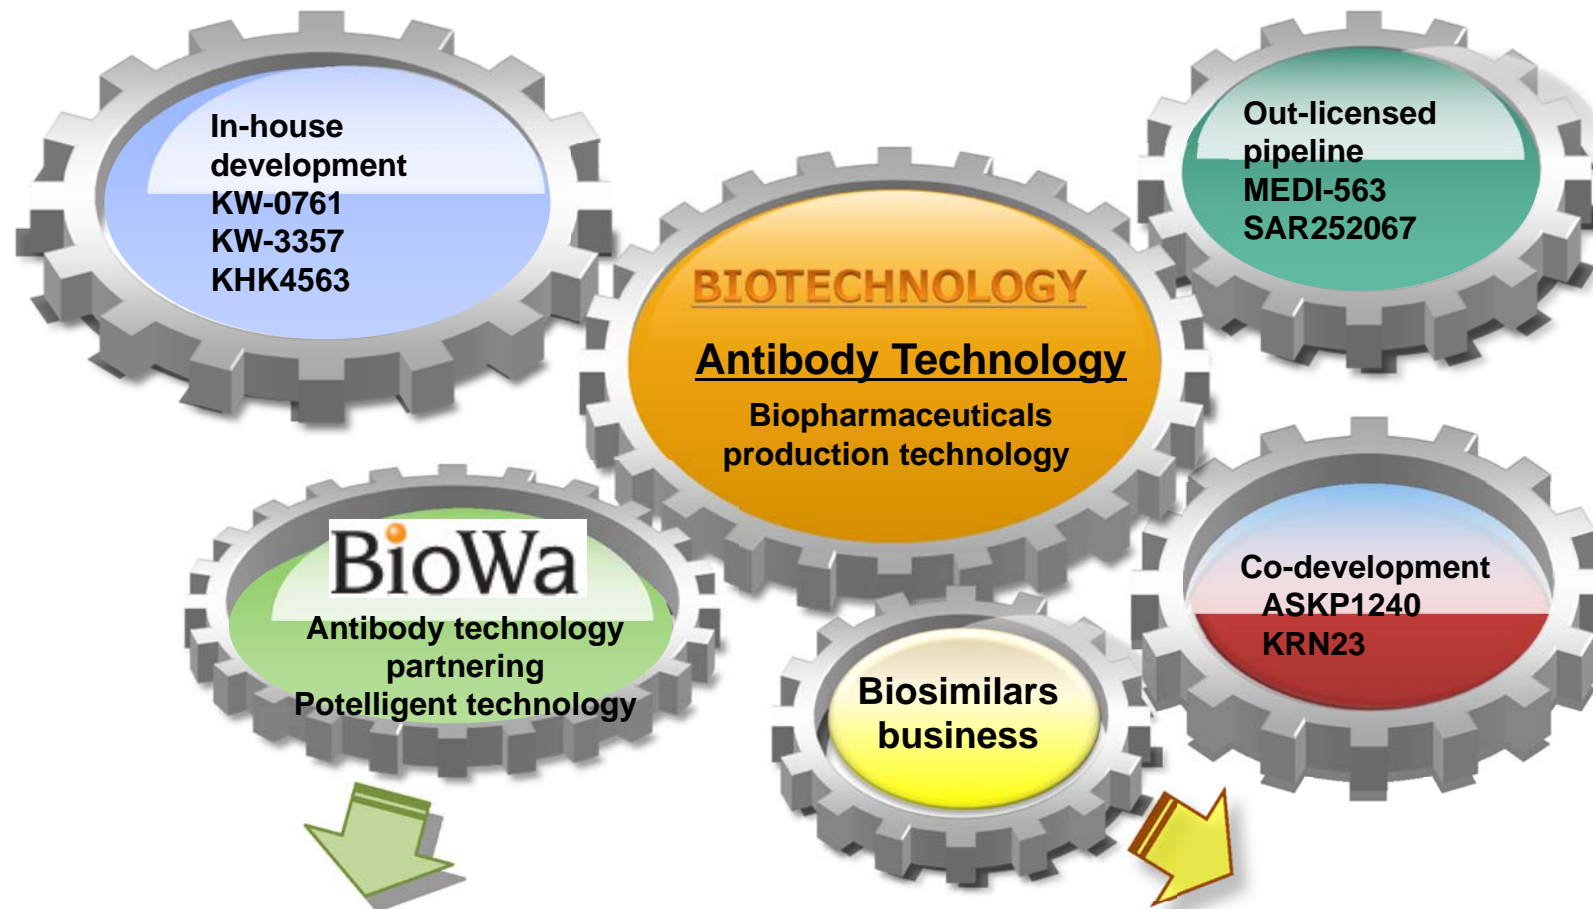 In-house
development
KW-0761
KW-3357
KHK4563
Out-licensed
pipeline
MEDI-563
SAR252067
BIOTECHNOLOGY
Antibody Technology
Biopharmaceuticals
production technology
BioWa
Antibody technology
partnering
Potelligent technology
Biosimilars
business
Co-development
ASKP1240
KRN23